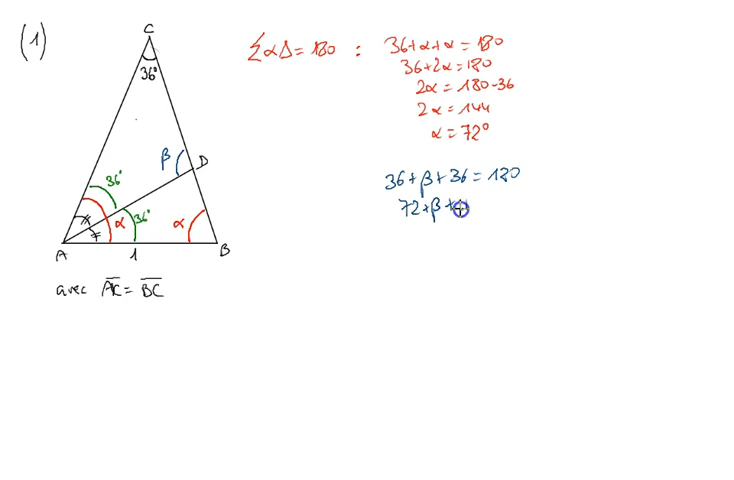 (1)
C
36°
β
D
36°
α
36°
α
A
1
B
avec AC = BC
∑αΔ = 180 : 36+α+α = 180
36+2α = 180
2α = 180-36
2α = 144
α = 72°
36+β+36 = 180
72+β+